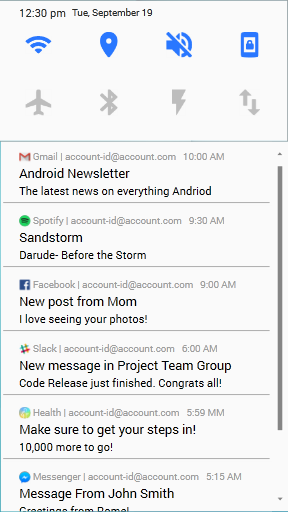 12:30 pm Tue, September 19
Gmail | account-id@account.com 10:00 AM
Android Newsletter
The latest news on everything Andriod
Spotify | account-id@account.com 9:30 AM
Sandstorm
Darude- Before the Storm
Facebook | account-id@account.com 9:00 AM
New post from Mom
I love seeing your photos!
Slack | account-id@account.com 6:00 AM
New message in Project Team Group
Code Release just finished. Congrats all!
Health | account-id@account.com 5:59 MM
Make sure to get your steps in!
10,000 more to go!
Messenger | account-id@account.com 5:15 AM
Message From John Smith
Greetings from Rome!